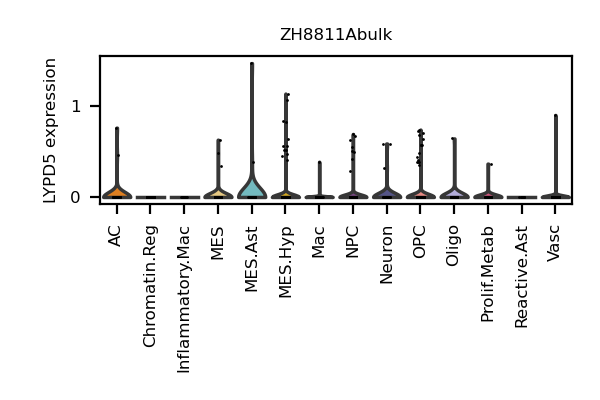 ZH8811Abulk
LYPD5 expression
1
0
AC
Chromatin.Reg
Inflammatory.Mac
MES
MES.Ast
MES.Hyp
Mac
NPC
Neuron
OPC
Oligo
Prolif.Metab
Reactive.Ast
Vasc